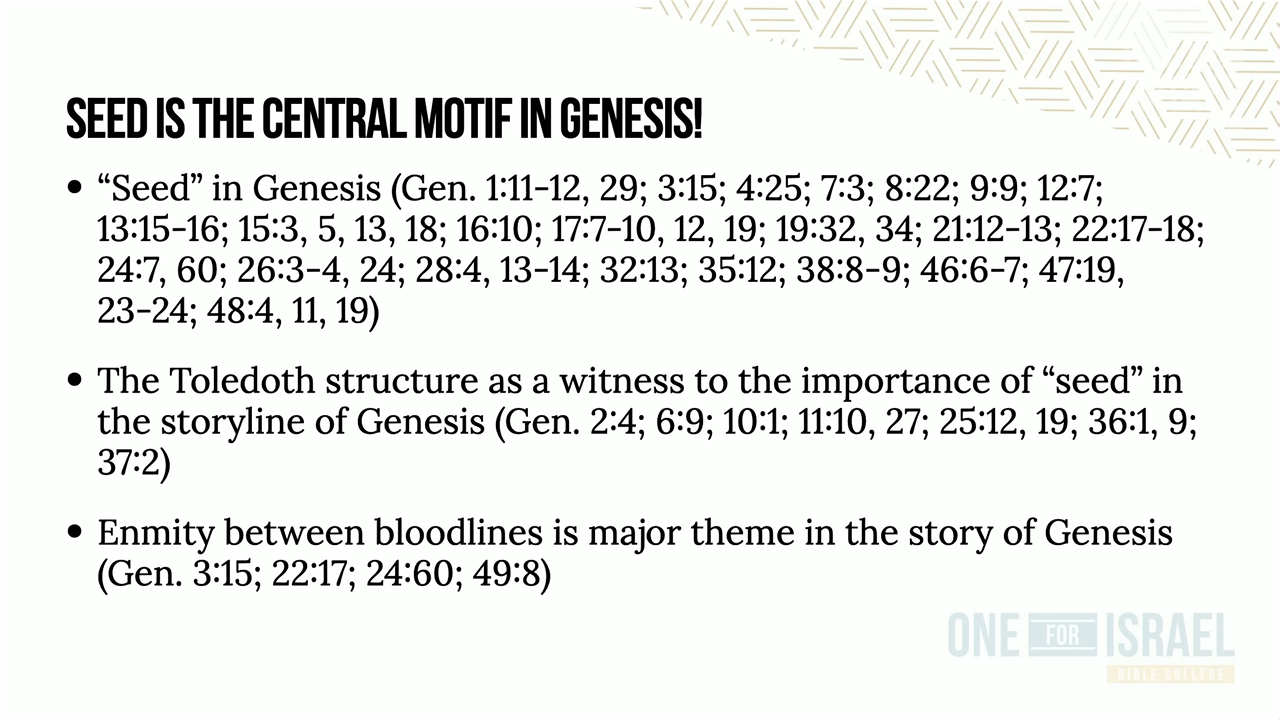 SEED IS THE CENTRAL MOTIF IN GENESIS!
• “Seed” in Genesis (Gen. 1:11-12, 29; 3:15; 4:25; 7:3; 8:22; 9:9; 12:7;
13:15-16; 15:3, 5, 13, 18; 16:10; 17:7-10, 12, 19; 19:32, 34; 21:12-13; 22:17-18;
24:7, 60; 26:3-4, 24; 28:4, 13-14; 32:13; 35:12; 38:8-9; 46:6-7; 47:19,
23-24; 48:4, 11, 19)
• The Toledoth structure as a witness to the importance of “seed” in
the storyline of Genesis (Gen. 2:4; 6:9; 10:1; 11:10, 27; 25:12, 19; 36:1, 9;
37:2)
• Enmity between bloodlines is major theme in the story of Genesis
(Gen. 3:15; 22:17; 24:60; 49:8)
ONE FOR ISRAEL
BIBLE COLLEGE